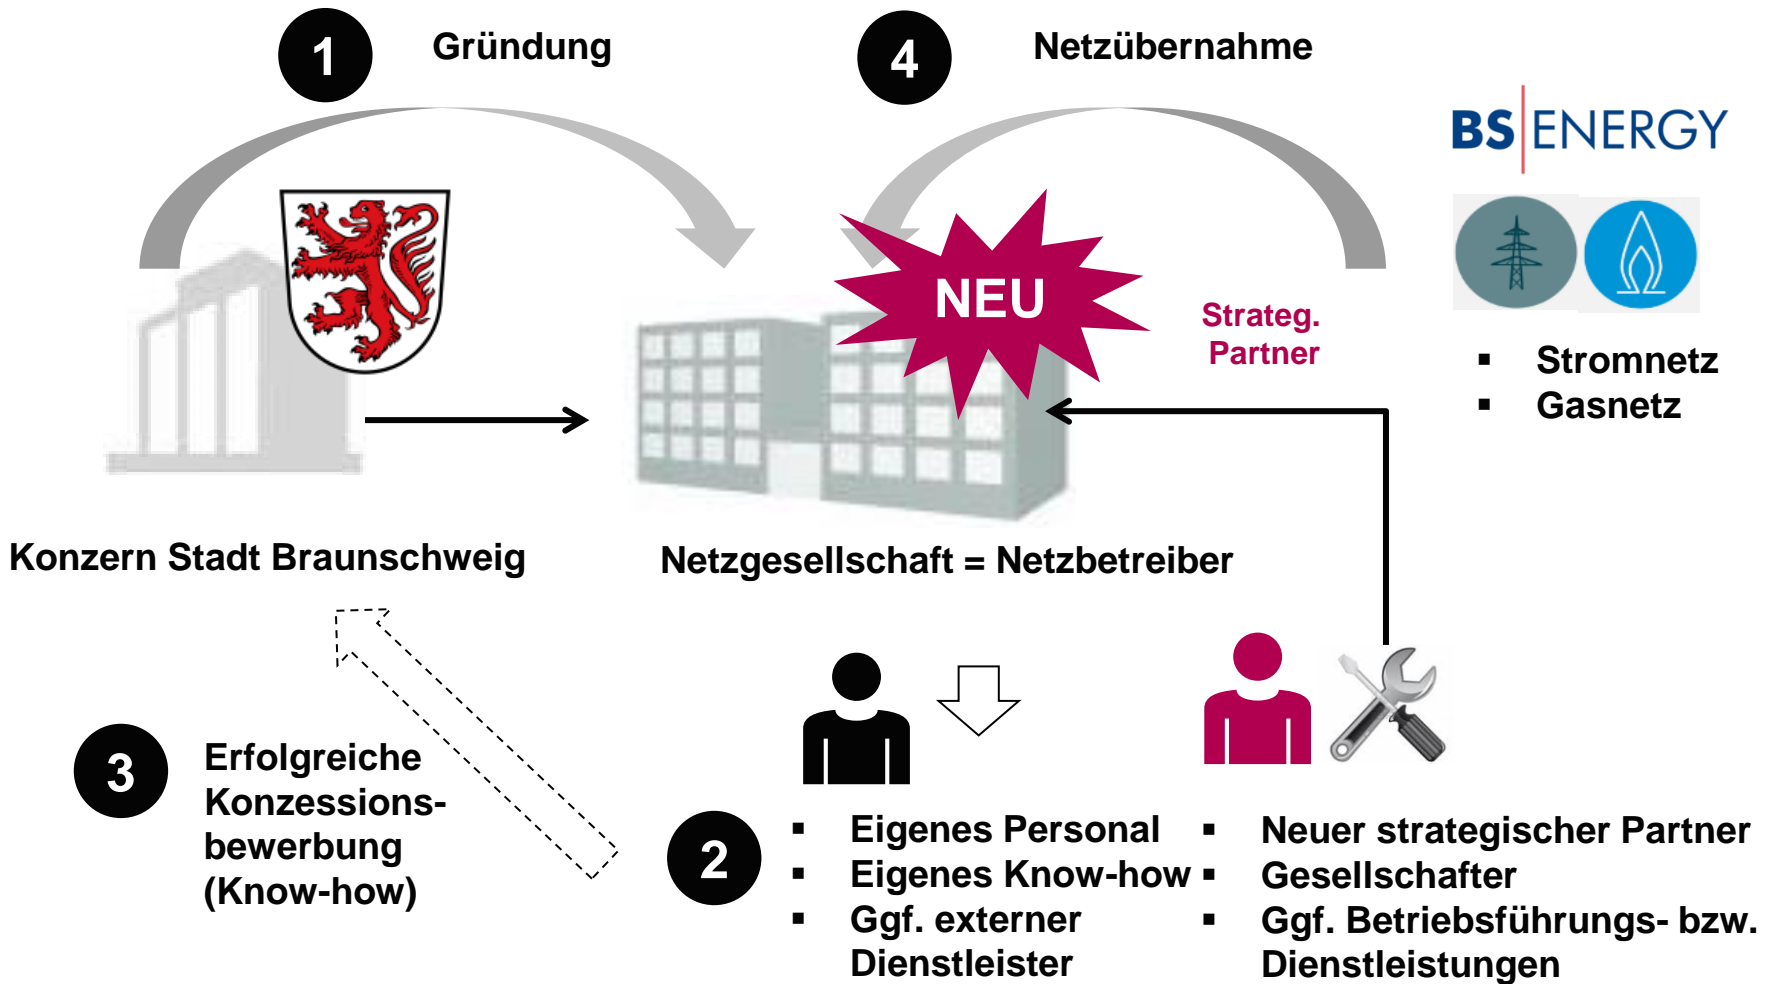 1
Gründung
4
Netzübernahme
BS ENERGY
NEU
Strateg.
Partner
▪ Stromnetz
▪ Gasnetz
Konzern Stadt Braunschweig
Netzgesellschaft = Netzbetreiber
3
Erfolgreiche
Konzessions-
bewerbung
(Know-how)
2
▪ Eigenes Personal
▪ Eigenes Know-how
▪ Ggf. externer
Dienstleister
▪ Neuer strategischer Partner
▪ Gesellschafter
▪ Ggf. Betriebsführungs- bzw.
Dienstleistungen